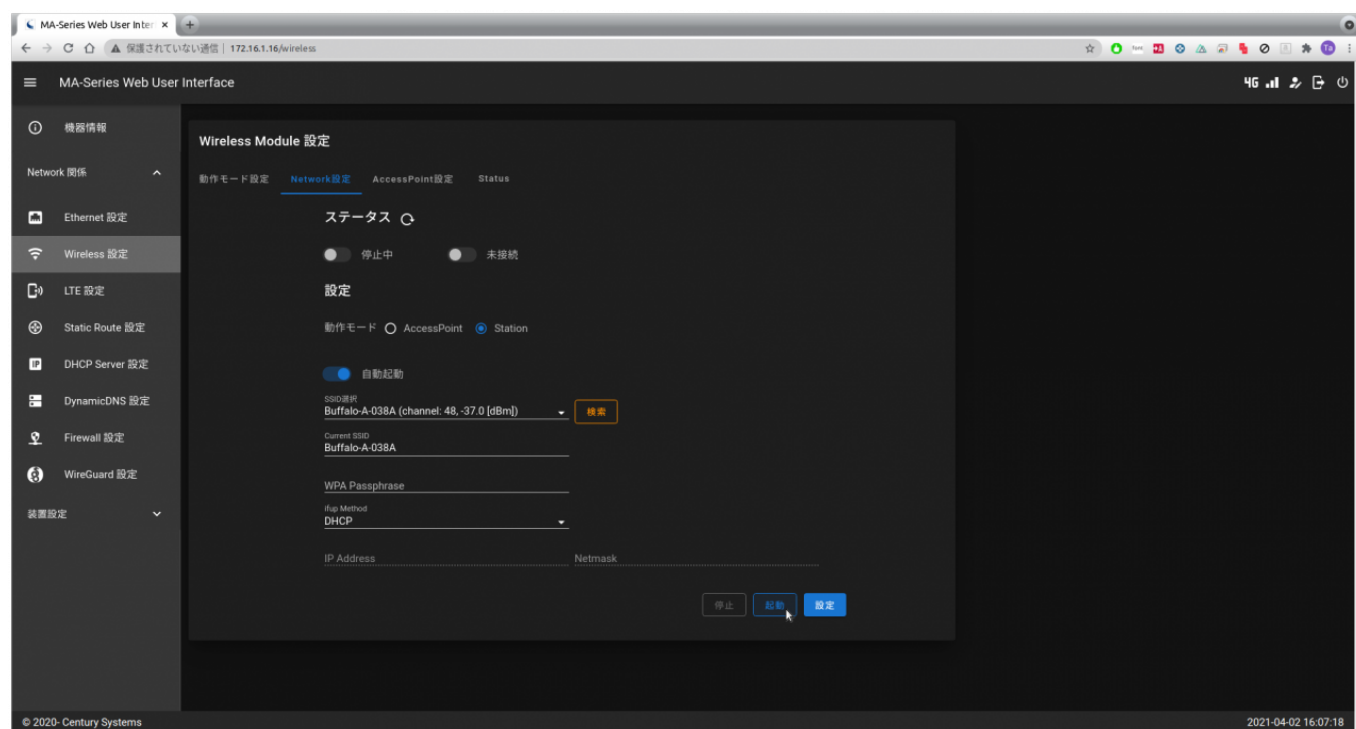 MA-Series Web User Inter
保護されていない通信 | 172.16.1.16/wireless
MA-Series Web User Interface
4G
機器情報
Network 関係
Ethernet 設定
Wireless 設定
LTE 設定
Static Route 設定
DHCP Server 設定
DynamicDNS 設定
Firewall 設定
WireGuard 設定
装置設定
Wireless Module 設定
動作モード設定 Network設定 AccessPoint設定 Status
ステータス
停止中 未接続
設定
動作モード AccessPoint Station
自動起動
SSID選択
Buffalo-A-038A (channel: 48, -37.0 [dBm]) 検索
Current SSID
Buffalo-A-038A
WPA Passphrase
ifup Method
DHCP
IP Address Netmask
停止 起動 設定
© 2020- Century Systems 2021-04-02 16:07:18